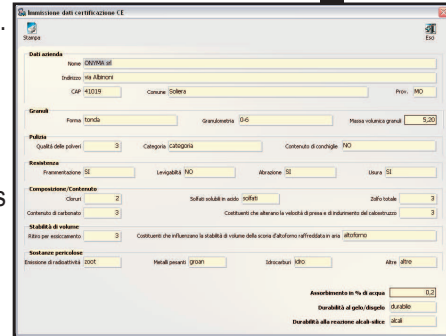 Immissione dati certificazione CE
Stampa Esci
Dati azienda
Nome ONYMA srl
Indirizzo via Albinoni
CAP 41019 Comune Soliera Prov. MO
Granuli
Forma tonda Granulometria 0-6 Massa volumica granuli 5,20
Pulizia
Qualità delle polveri 3 Categoria categoria Contenuto di conchiglie NO
Resistenza
Frammentazione SI Levigabilità NO Abrasione SI Usura SI
Composizione/Contenuto
Cloruri 2 Solfati solubili in acido solfati Zolfo totale 3
Contenuto di carbonato 3 Costituenti che alterano la velocità di presa e di indurimento del calcestruzzo 3
Stabilità di volume
Ritiro per essiccamento 3 Costituenti che influenzano la stabilità di volume della scoria d'altoforno raffreddata in aria altoforno
Sostanze pericolose
Emissione di radioattività zoot Metalli pesanti groan Idrocarburi idro Altre altre
Assorbimento in % di acqua 0,2
Durabilità al gelo/disgelo durabile
Durabilità alla reazione alcali-silice alcali